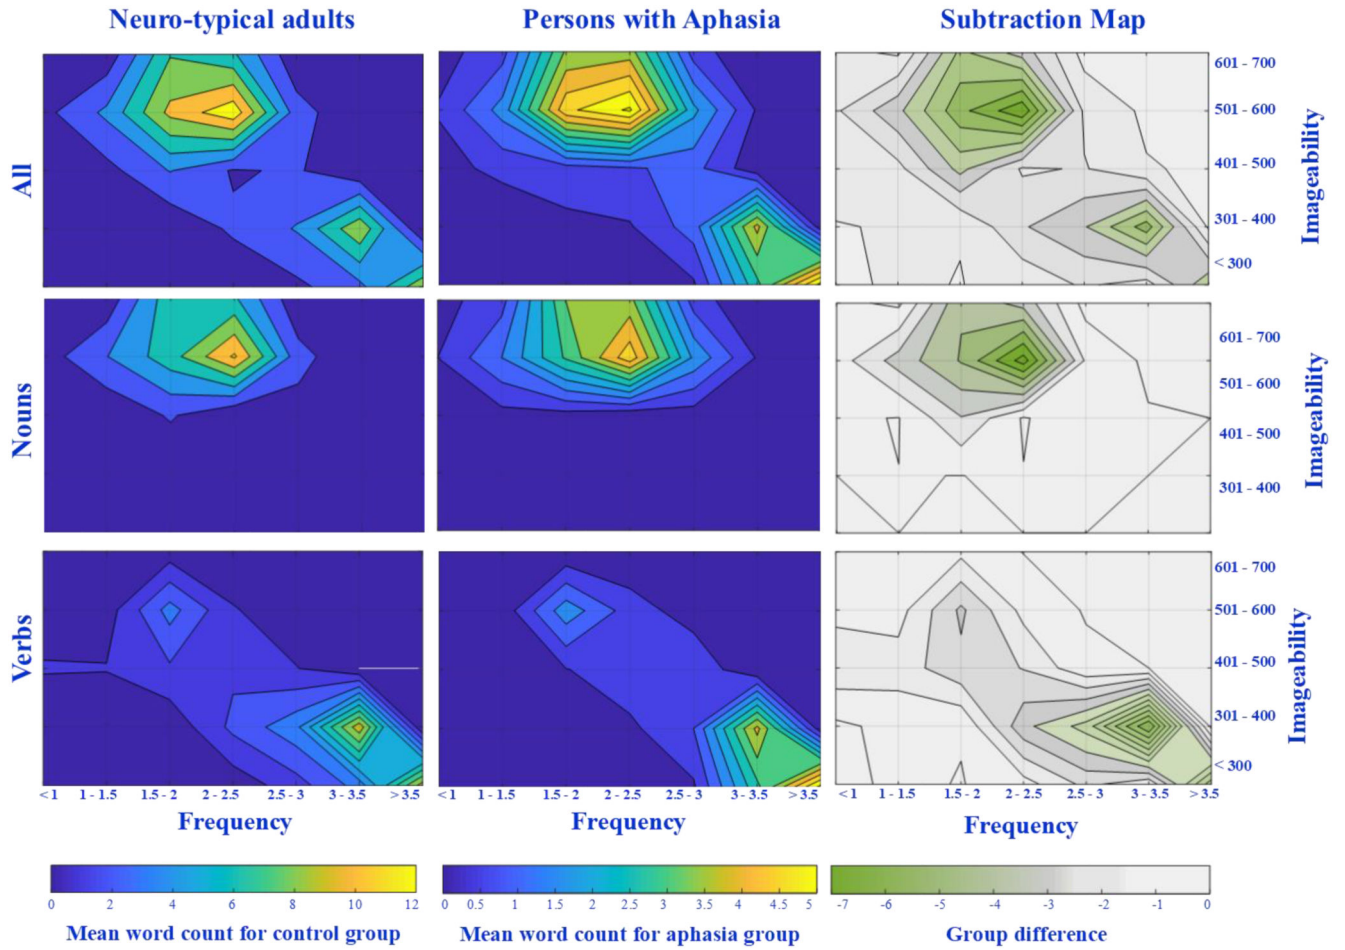 Neuro-typical adults Persons with Aphasia Subtraction Map
All
601 - 700
501 - 600
401 - 500
301 - 400
< 300
Imageability
Nouns
601 - 700
501 - 600
401 - 500
301 - 400
Imageability
Verbs
601 - 700
501 - 600
401 - 500
301 - 400
< 300
Imageability
< 1 1 - 1.5 1.5 - 2 2 - 2.5 2.5 - 3 3 - 3.5 > 3.5
< 1 1 - 1.5 1.5 - 2 2 - 2.5 2.5 - 3 3 - 3.5 > 3.5
< 1 1 - 1.5 1.5 - 2 2 - 2.5 2.5 - 3 3 - 3.5 > 3.5
Frequency Frequency Frequency
0 2 4 6 8 10 12
0 0.5 1 1.5 2 2.5 3 3.5 4 4.5 5
-7 -6 -5 -4 -3 -2 -1 0
Mean word count for control group Mean word count for aphasia group Group difference